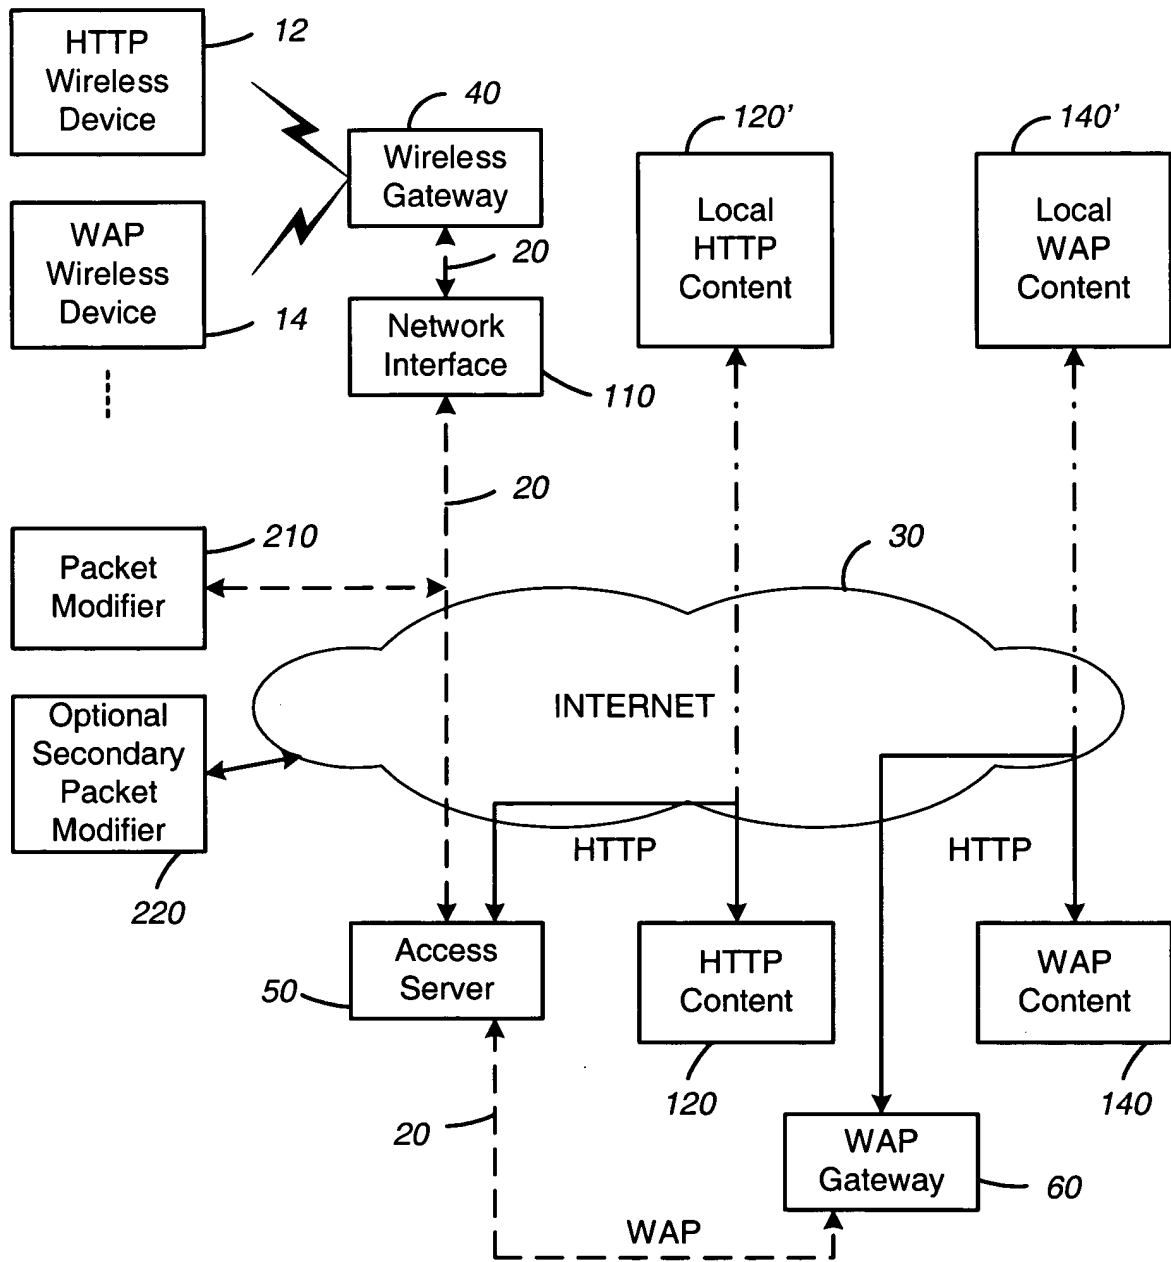 HTTP
Wireless
Device
12
40
Wireless
Gateway
120'
140'
Local
HTTP
Content
Local
WAP
Content
WAP
Wireless
Device
14
20
Network
Interface
110
20
210
Packet
Modifier
30
INTERNET
Optional
Secondary
Packet
Modifier
220
HTTP
HTTP
Access
Server
50
HTTP
Content
120
WAP
Content
140
20
WAP
Gateway
60
WAP